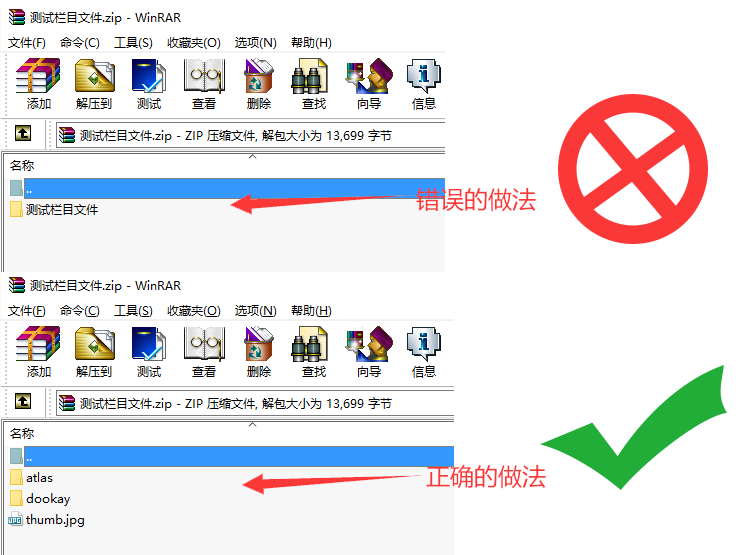 测试栏目文件.zip - WinRAR
文件(F) 命令(C) 工具(S) 收藏夹(O) 选项(N) 帮助(H)
添加 解压到 测试 查看 删除 查找 向导 信息
测试栏目文件.zip - ZIP 压缩文件, 解包大小为 13,699 字节
名称
..
错误的做法
测试栏目文件
测试栏目文件.zip - WinRAR
文件(F) 命令(C) 工具(S) 收藏夹(O) 选项(N) 帮助(H)
添加 解压到 测试 查看 删除 查找 向导 信息
测试栏目文件.zip - ZIP 压缩文件, 解包大小为 13,699 字节
名称
..
atlas
正确的做法
dookay
thumb.jpg